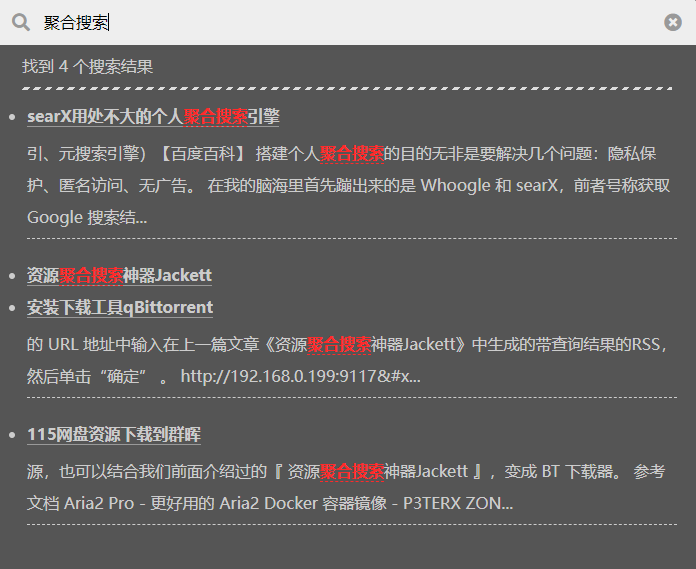 聚合搜索
找到 4 个搜索结果
searX用处不大的个人聚合搜索引擎
引、元搜索引擎）【百度百科】 搭建个人聚合搜索的目的无非是要解决几个问题：隐私保
护、匿名访问、无广告。 在我的脑海里首先蹦出来的是 Whoogle 和 searX，前者号称获取
Google 搜索结...
资源聚合搜索神器Jackett
安装下载工具qBittorrent
的 URL 地址中输入在上一篇文章《资源聚合搜索神器Jackett》中生成的带查询结果的RSS，
然后单击“确定” 。 http://192.168.0.199:9117&#x...
115网盘资源下载到群晖
源，也可以结合我们前面介绍过的『 资源聚合搜索神器Jackett 』，变成 BT 下载器。 参考
文档 Aria2 Pro - 更好用的 Aria2 Docker 容器镜像 - P3TERX ZON...